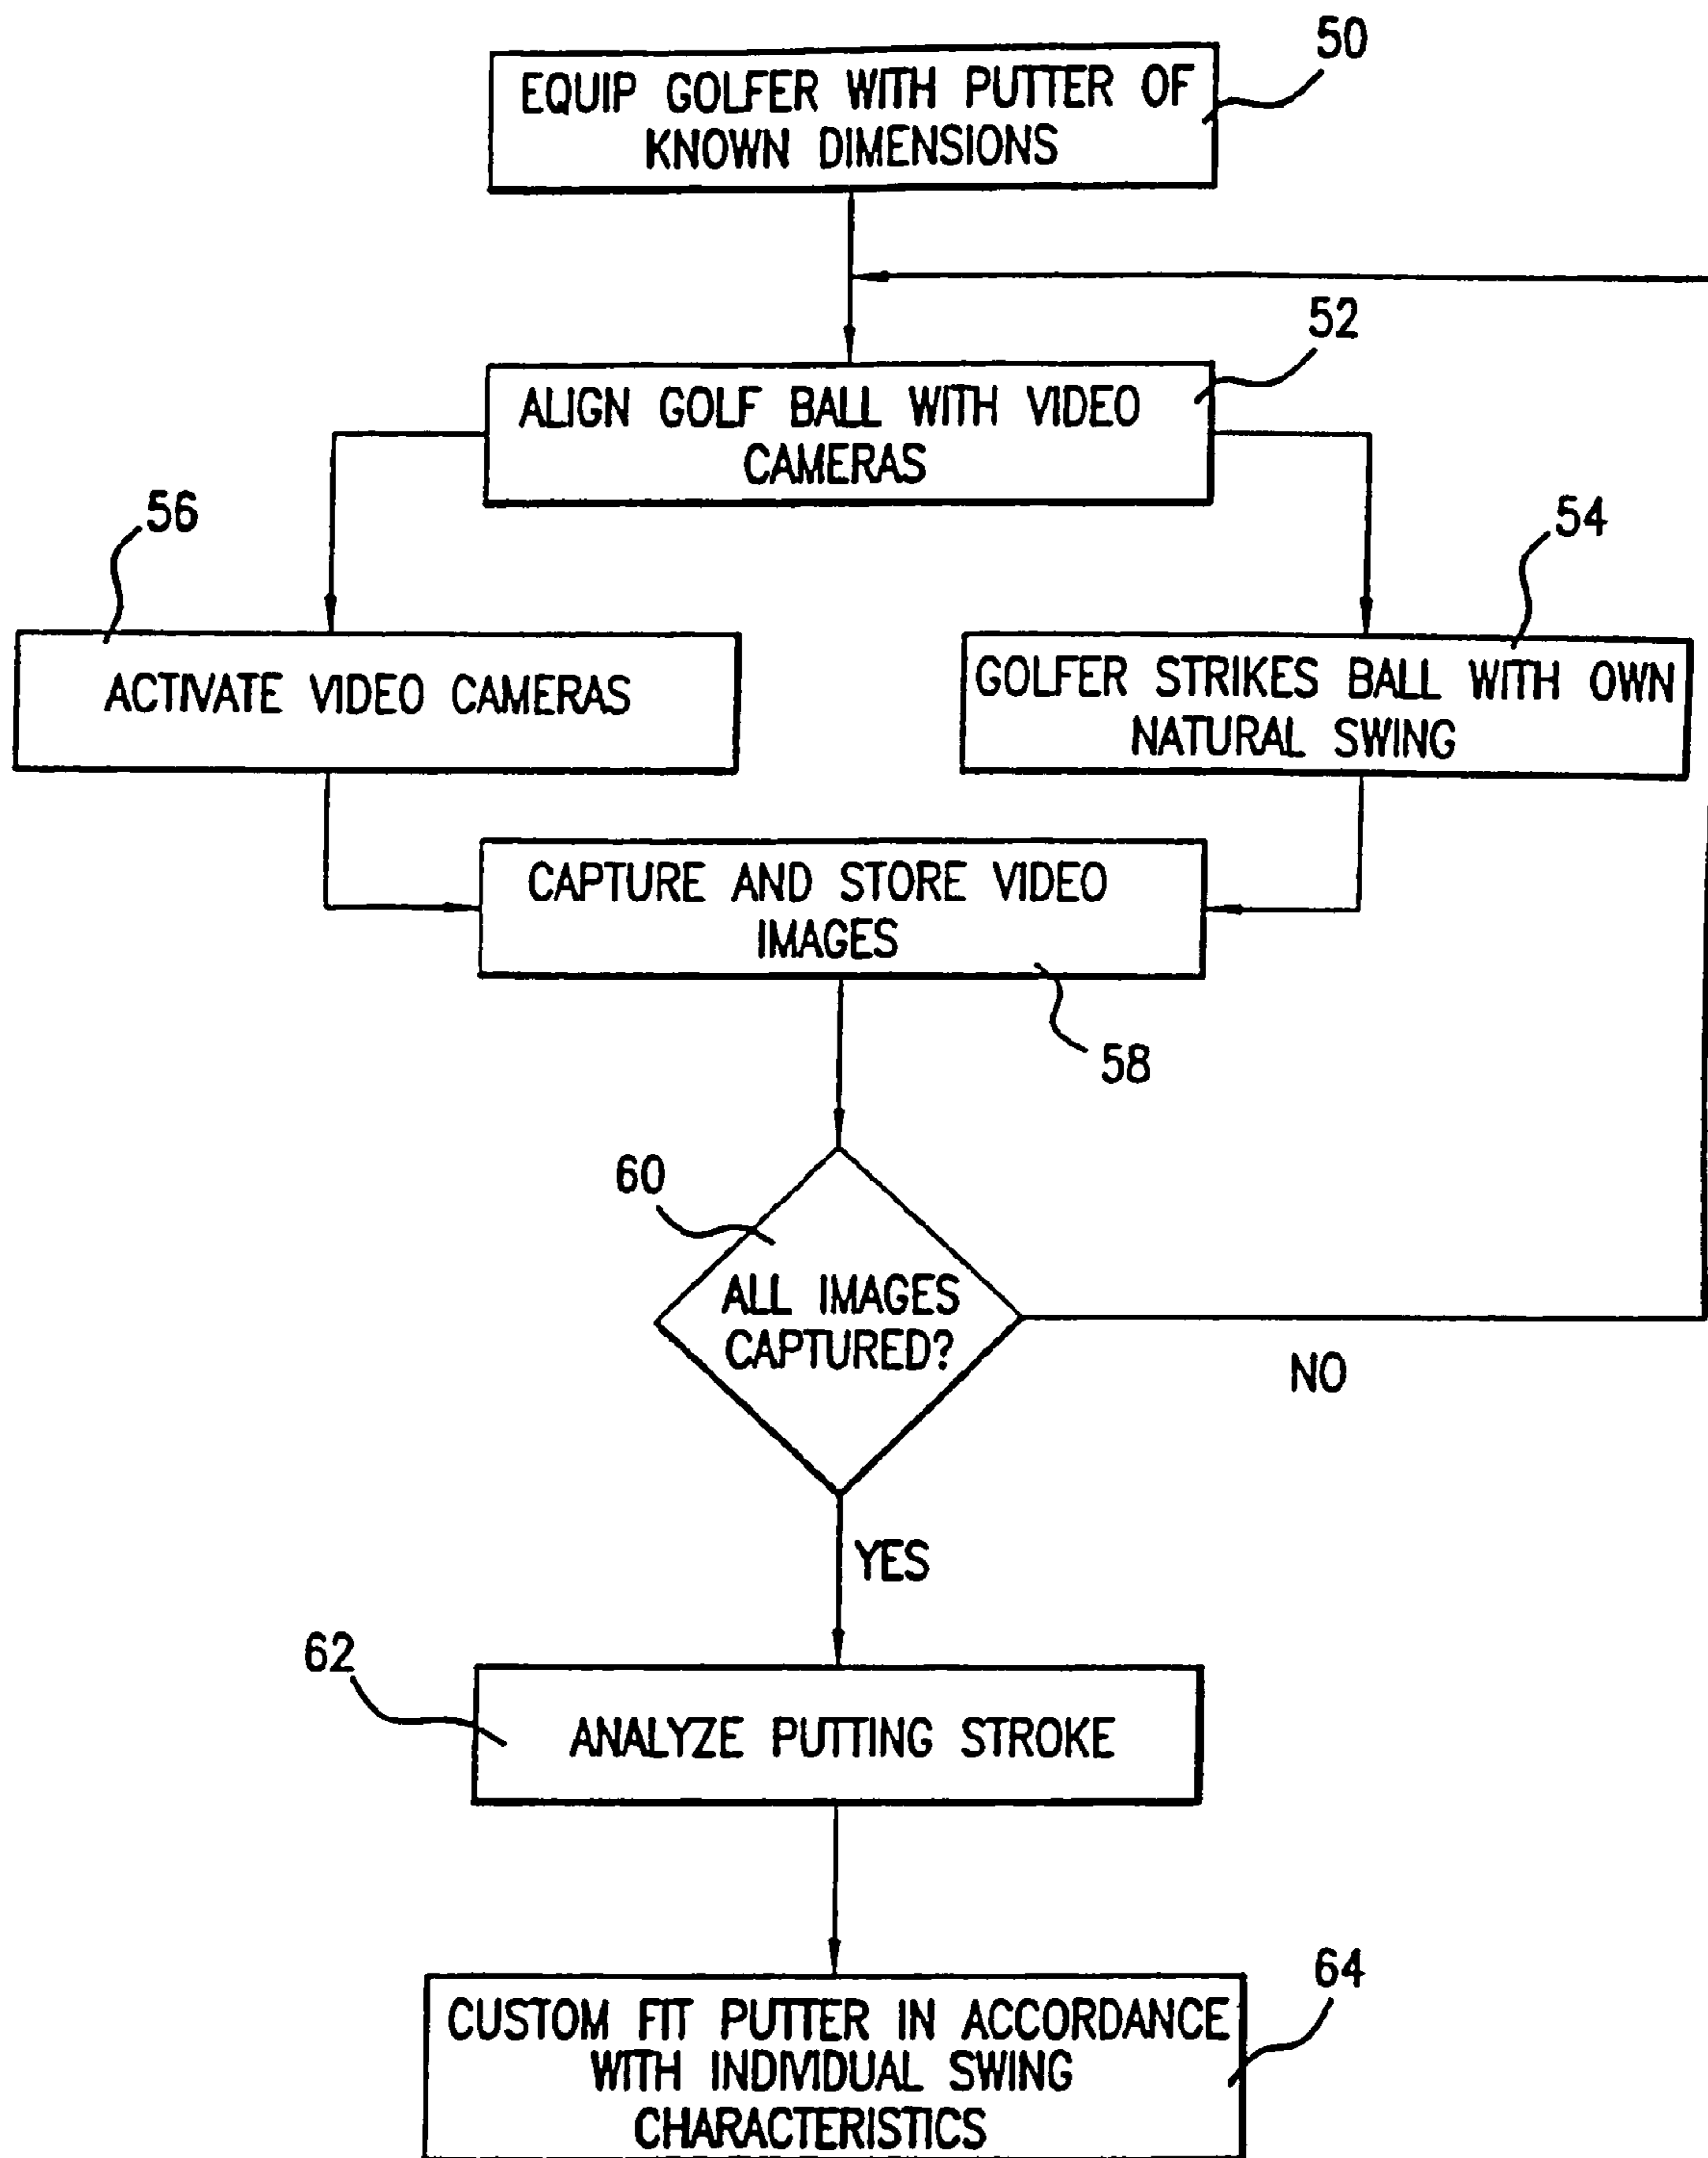 50
EQUIP GOLFER WITH PUTTER OF
KNOWN DIMENSIONS
52
ALIGN GOLF BALL WITH VIDEO
CAMERAS
56
54
ACTIVATE VIDEO CAMERAS
GOLFER STRIKES BALL WITH OWN
NATURAL SWING
CAPTURE AND STORE VIDEO
IMAGES
58
60
ALL IMAGES
CAPTURED?
NO
YES
62
ANALYZE PUTTING STROKE
64
CUSTOM FIT PUTTER IN ACCORDANCE
WITH INDIVIDUAL SWING
CHARACTERISTICS